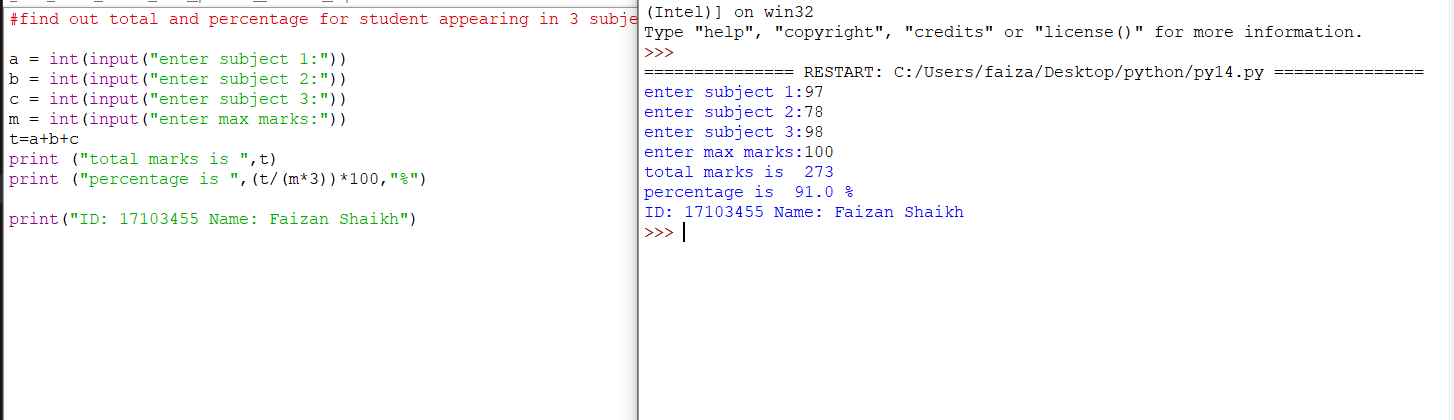 #find out total and percentage for student appearing in 3
a = int(input("enter subject 1:"))
b = int(input("enter subject 2:"))
c = int(input("enter subject 3:"))
m = int(input("enter max marks:"))
t=a+b+c
print ("total marks is ",t)
print ("percentage is ",(t/(m*3))*100,"%")
print("ID: 17103455 Name: Faizan Shaikh")
(Intel)] on win32
Type "help", "copyright", "credits" or "license()" for more information.
>>>
=============== RESTART: C:/Users/faiza/Desktop/python/py14.py ===============
enter subject 1:97
enter subject 2:78
enter subject 3:98
enter max marks:100
total marks is  273
percentage is  91.0 %
ID: 17103455 Name: Faizan Shaikh
>>>